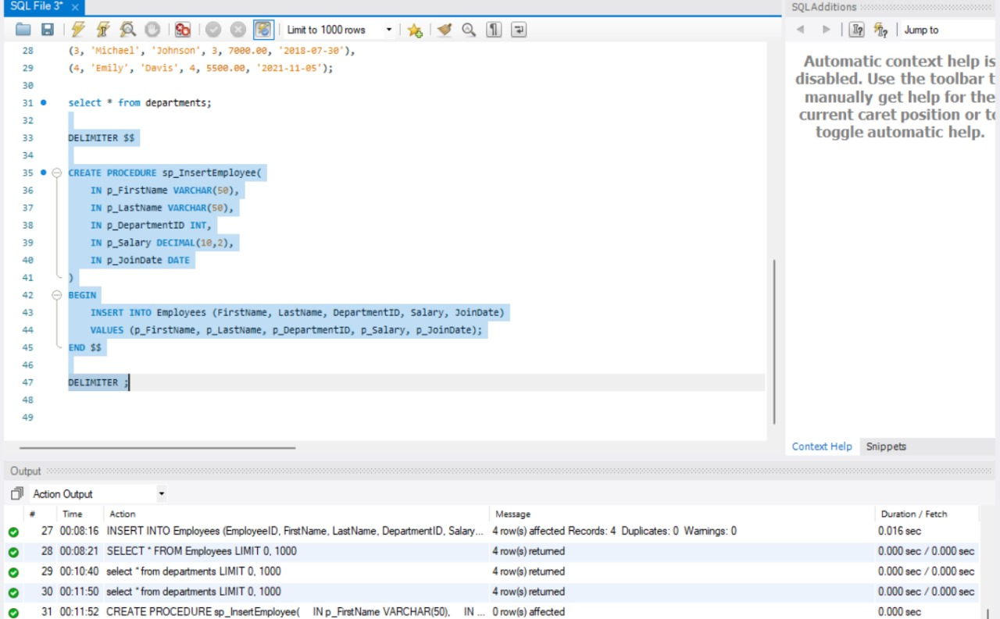 SQL File 3* ×
SQLAdditions
Limit to 1000 rows
Jump to
28 (3, 'Michael', 'Johnson', 3, 7000.00, '2018-07-30'),
29 (4, 'Emily', 'Davis', 4, 5500.00, '2021-11-05');
30
31 select * from departments;
32
33 DELIMITER $$
34
35 CREATE PROCEDURE sp_InsertEmployee(
36 IN p_FirstName VARCHAR(50),
37 IN p_LastName VARCHAR(50),
38 IN p_DepartmentID INT,
39 IN p_Salary DECIMAL(10,2),
40 IN p_JoinDate DATE
41 )
42 BEGIN
43 INSERT INTO Employees (FirstName, LastName, DepartmentID, Salary, JoinDate)
44 VALUES (p_FirstName, p_LastName, p_DepartmentID, p_Salary, p_JoinDate);
45 END $$
46
47 DELIMITER ;
48
49
Automatic context help is
disabled. Use the toolbar t
manually get help for the
current caret position or to
toggle automatic help.
Context Help Snippets
Output
Action Output
# Time Action Message Duration / Fetch
27 00:08:16 INSERT INTO Employees (EmployeeID, FirstName, LastName, DepartmentID, Salary... 4 row(s) affected Records: 4 Duplicates: 0 Warnings: 0 0.016 sec
28 00:08:21 SELECT * FROM Employees LIMIT 0, 1000 4 row(s) returned 0.000 sec / 0.000 sec
29 00:10:40 select * from departments LIMIT 0, 1000 4 row(s) returned 0.000 sec / 0.000 sec
30 00:11:50 select * from departments LIMIT 0, 1000 4 row(s) returned 0.000 sec / 0.000 sec
31 00:11:52 CREATE PROCEDURE sp_InsertEmployee( IN p_FirstName VARCHAR(50), IN ... 0 row(s) affected 0.000 sec